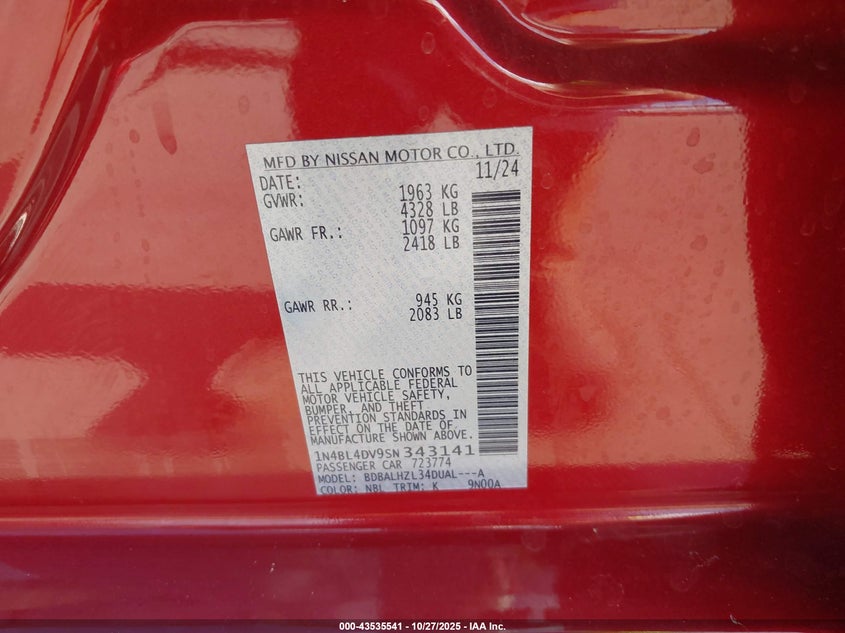 MFD BY NISSAN MOTOR CO., LTD.
DATE: 11/24
GVWR: 1963 KG
4328 LB
GAWR FR.: 1097 KG
2418 LB
GAWR RR.: 945 KG
2083 LB
THIS VEHICLE CONFORMS TO
ALL APPLICABLE FEDERAL
MOTOR VEHICLE SAFETY,
BUMPER, AND THEFT
PREVENTION STANDARDS IN
EFFECT ON THE DATE OF
MANUFACTURE SHOWN ABOVE.
1N4BL4DV9SN343141
PASSENGER CAR 723774
MODEL: BDBALHZL34DUAL---A
COLOR: NBL TRIM: K 9N00A
000-43535541 / 10/27/2025 - IAA Inc.